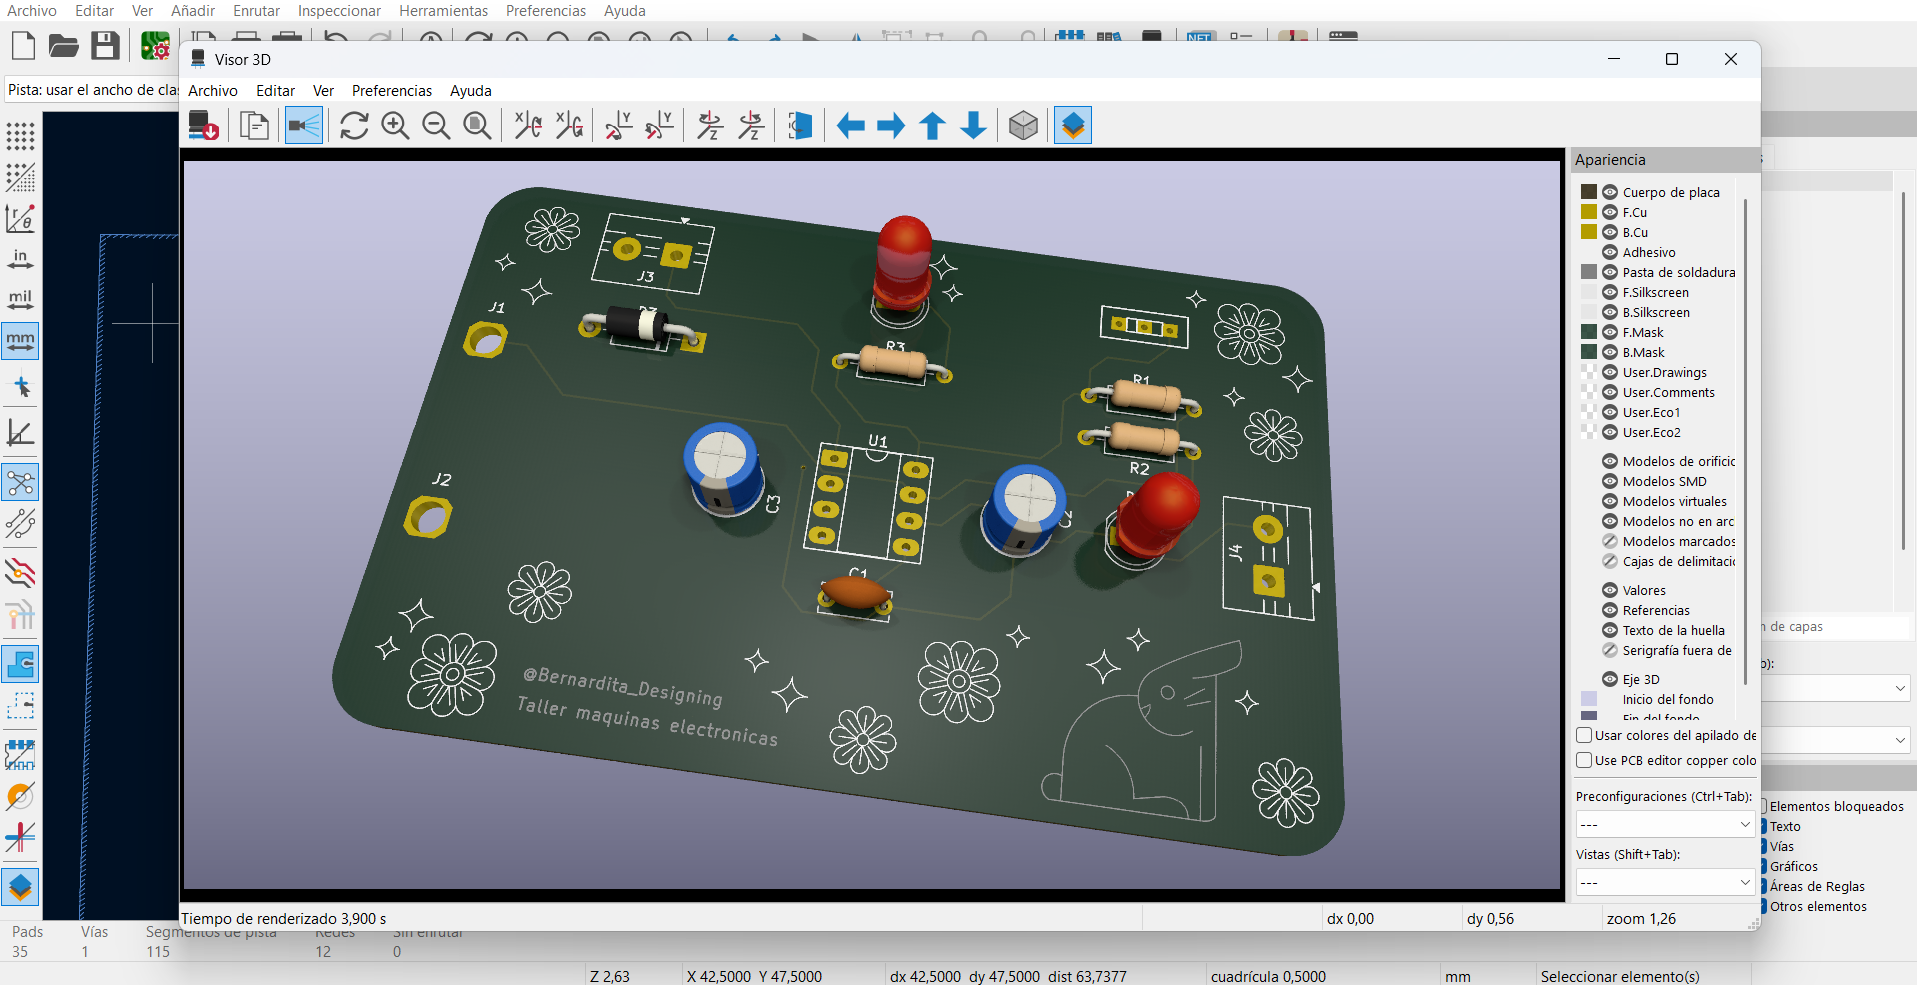 Archivo Editar Ver Añadir Enrutar Inspeccionar Herramientas Preferencias Ayuda
Pista: usar el ancho de clas
Visor 3D
Archivo Editar Ver Preferencias Ayuda
in
mil
mm
J3
J1
R3
R1
R2
U1
J2
C3
C2
J4
C1
@Bernardita_Designing
Taller maquinas electronicas
Apariencia
Cuerpo de placa
F.Cu
B.Cu
Adhesivo
Pasta de soldadura
F.Silkscreen
B.Silkscreen
F.Mask
B.Mask
User.Drawings
User.Comments
User.Eco1
User.Eco2
Modelos de orific
Modelos SMD
Modelos virtuales
Modelos no en arc
Modelos marcados
Cajas de delimitaci
Valores
Referencias
Texto de la huella
Serigrafía fuera de
Eje 3D
Inicio del fondo
Fin del fondo
Usar colores del apilado de
Use PCB editor copper colo
Preconfiguraciones (Ctrl+Tab):
---
Vistas (Shift+Tab):
---
n de capas
Elementos bloqueados
Texto
Vías
Gráficos
Áreas de Reglas
Otros elementos
Tiempo de renderizado 3,900 s dx 0,00 dy 0,56 zoom 1,26
Pads Vías Segmentos de pista Redes Sin enrutar
35 1 115 12 0
Z 2,63 X 42,5000 Y 47,5000 dx 42,5000 dy 47,5000 dist 63,7377 cuadrícula 0,5000 mm Seleccionar elemento(s)